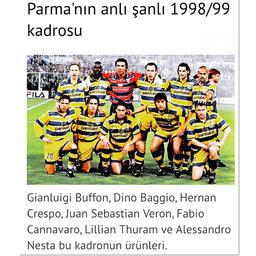 Parma'nın anlı şanlı 1998/99
kadrosu
FILA
Gianluigi Buffon, Dino Baggio, Hernan
Crespo, Juan Sebastian Veron, Fabio
Cannavaro, Lillian Thuram ve Alessandro
Nesta bu kadronun ürünleri.